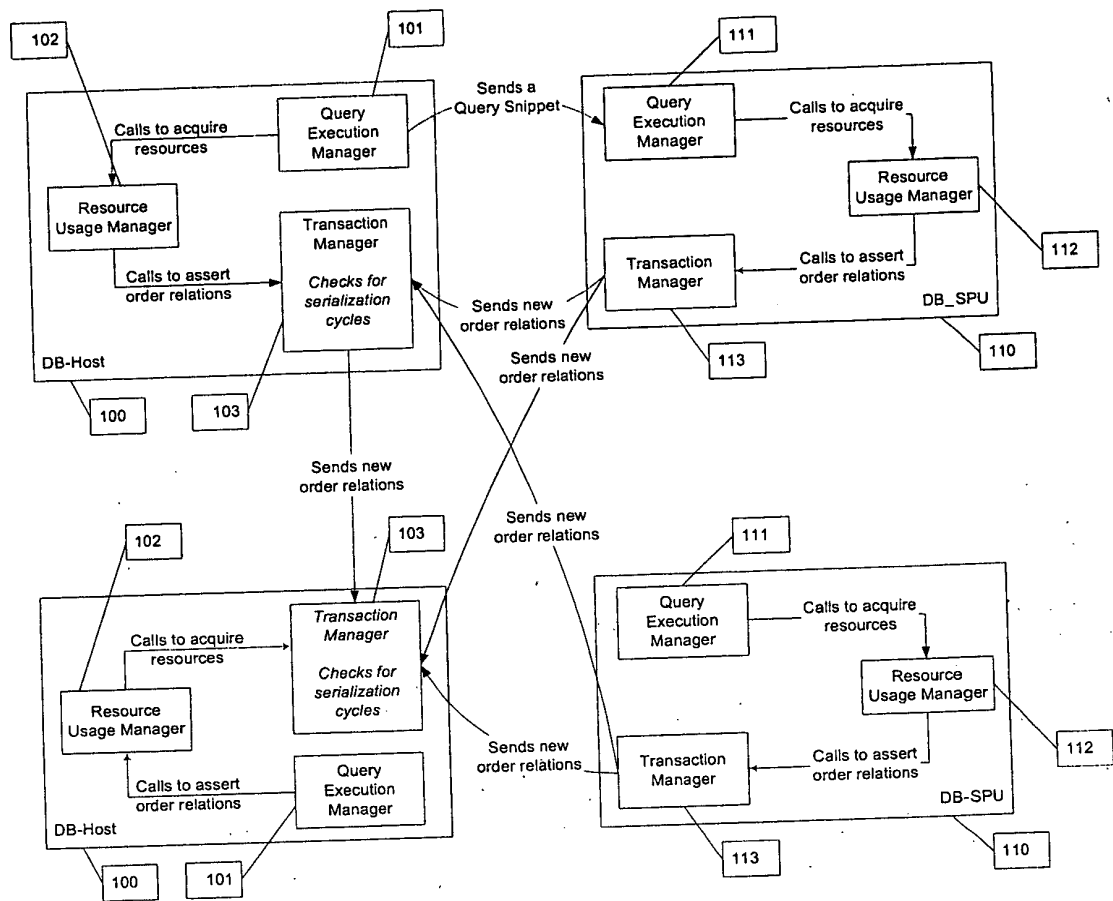 102
101
111
Sends a
Query Snippet
Query
Execution
Manager
Calls to acquire
resources
Resource
Usage Manager
Transaction
Manager
Checks for
serialization
cycles
Calls to assert
order relations
DB-Host
100
103
Query
Execution
Manager
Calls to acquire
resources
Resource
Usage Manager
112
Transaction
Manager
Calls to assert
order relations
DB_SPU
110
113
Sends new
order relations
Sends new
order relations
Sends new
order relations
Sends new
order relations
102
103
111
Transaction
Manager
Checks for
serialization
cycles
Calls to acquire
resources
Resource
Usage Manager
Calls to assert
order relations
Query
Execution
Manager
DB-Host
100
101
Sends new
order relations
Query
Execution
Manager
Calls to acquire
resources
Resource
Usage Manager
112
Transaction
Manager
Calls to assert
order relations
DB-SPU
110
113